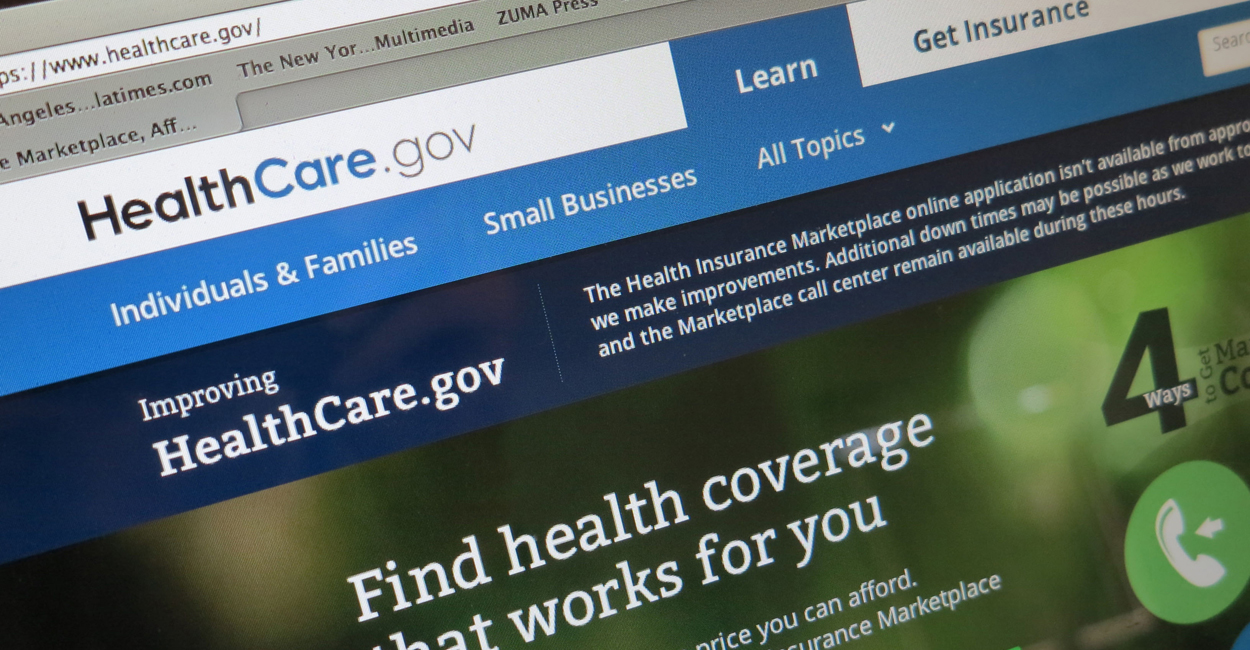 ps://www.healthcare.gov/
Angeles...latimes.com
The New Yor...Multimedia
ZUMA Press
e Marketplace, Aff...
HealthCare.gov
Learn
Get Insurance
Individuals & Families
Small Businesses
All Topics
Improving
HealthCare.gov
The Health Insurance Marketplace online application isn't available from appro
we make improvements. Additional down times may be possible as we work to
and the Marketplace call center remain available during these hours.
4
Ways
to Get
Ma
Co
Find health coverage
that works for you
price you can afford.
surance Marketplace